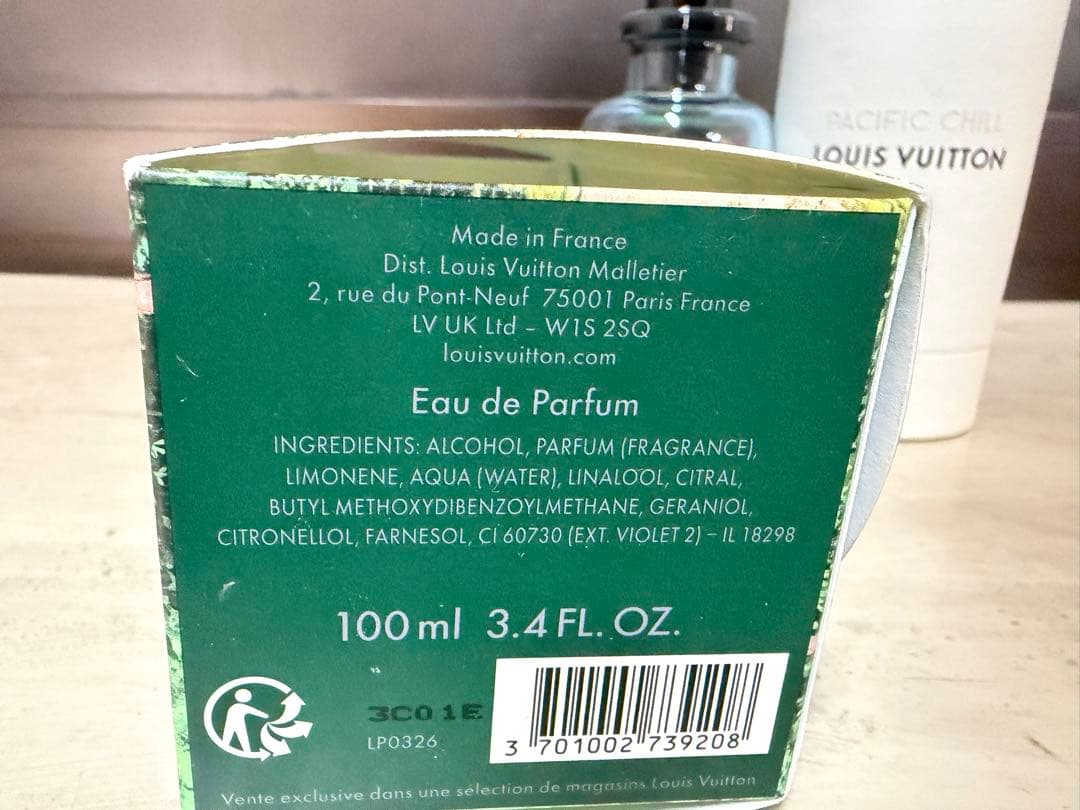 PACIFIC CHILL
LOUIS VUITTON
Made in France
Dist. Louis Vuitton Malletier
2, rue du Pont-Neuf 75001 Paris France
LV UK Ltd – W1S 2SQ
louisvuitton.com
Eau de Parfum
INGREDIENTS: ALCOHOL, PARFUM (FRAGRANCE),
LIMONENE, AQUA (WATER), LINALOOL, CITRAL,
BUTYL METHOXYDIBENZOYLMETHANE, GERANIOL,
CITRONELLOL, FARNESOL, CI 60730 (EXT. VIOLET 2) – IL 18298
100 ml 3.4 FL. OZ.
3C01E
LP0326
3 701002 739208
Vente exclusive dans une sélection de magasins Louis Vuitton